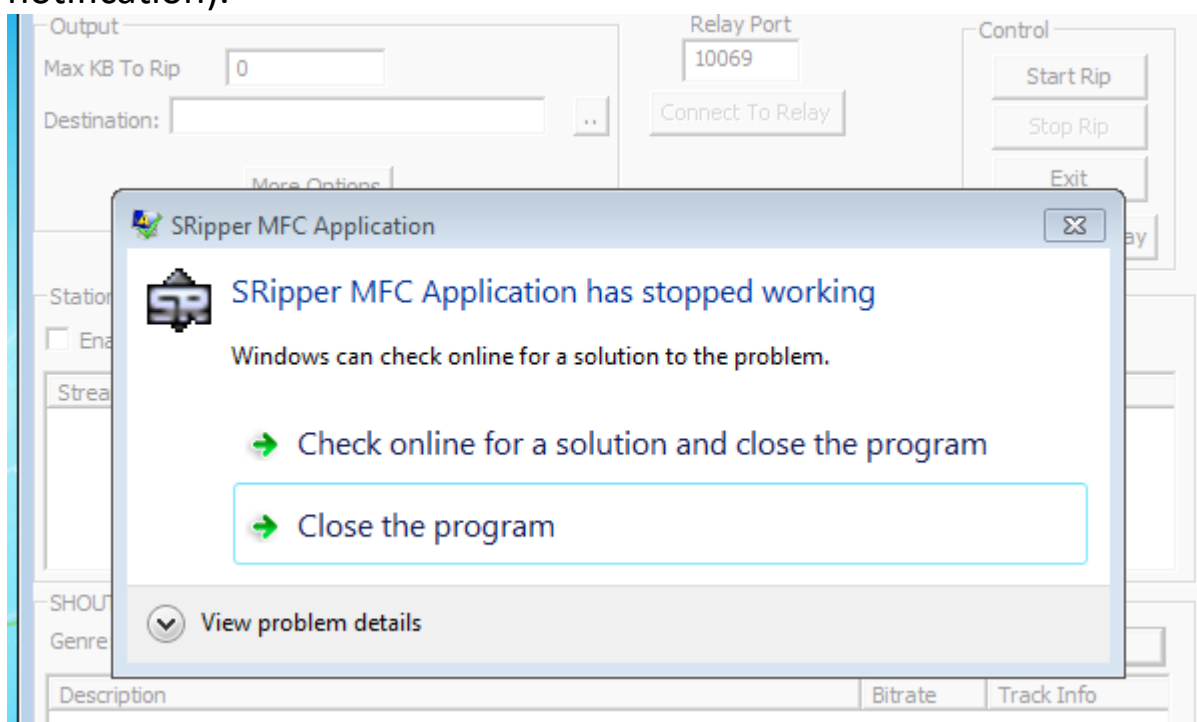 notification).
Output
Relay Port
Control
Max KB To Rip 0
10069
Start Rip
Destination: ..
Connect To Relay
Stop Rip
More Options
Exit
SRipper MFC Application
ay
SR
SRipper MFC Application has stopped working
Station
Ena
Windows can check online for a solution to the problem.
Strea
Check online for a solution and close the program
Close the program
SHOUT
View problem details
Genre
Description Bitrate Track Info